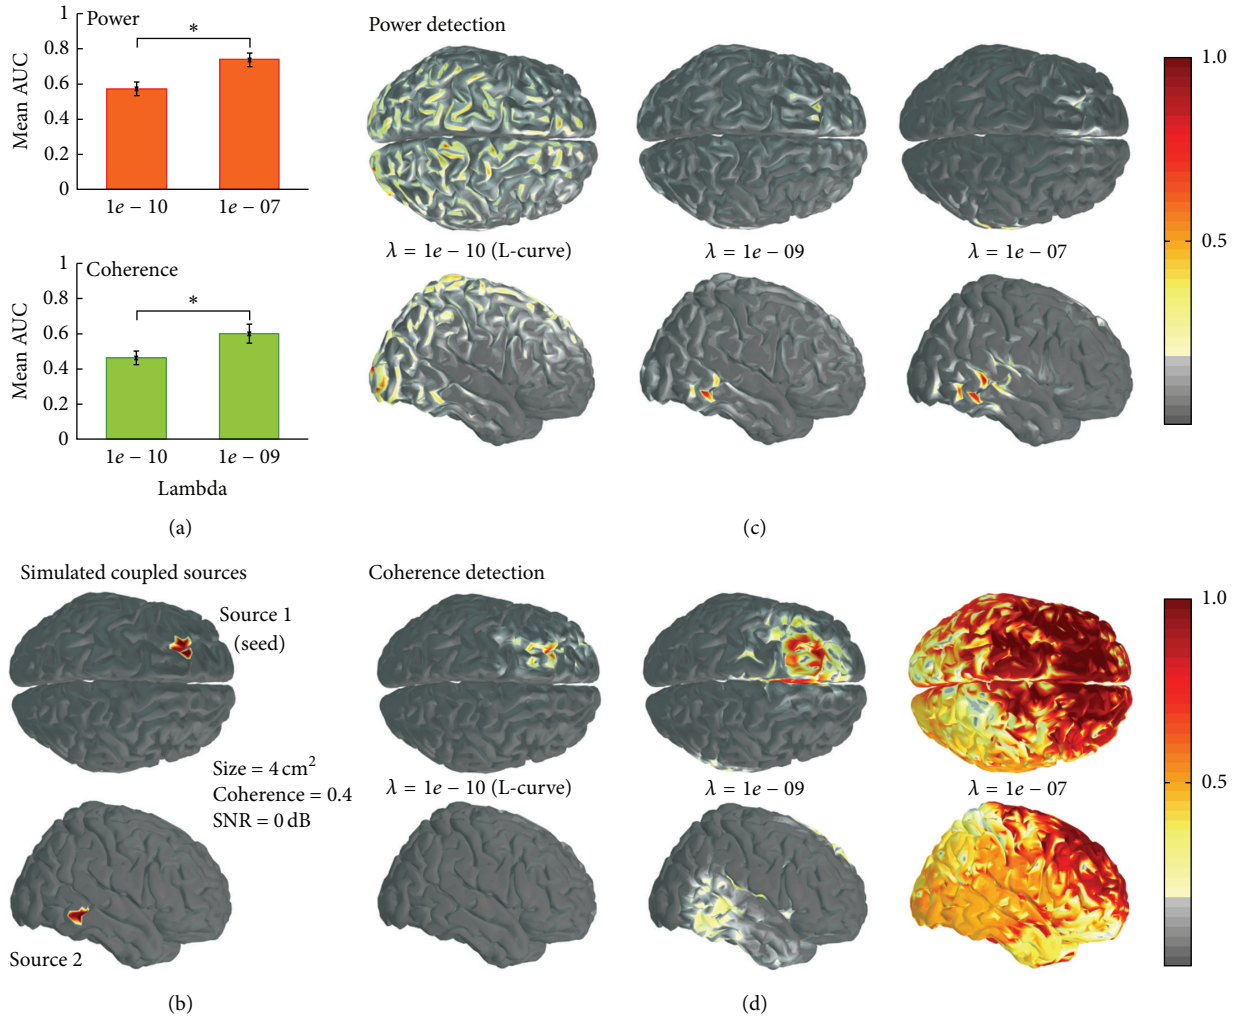 Power
*
1
0.8
0.6
0.4
0.2
0
Mean AUC
1e − 10
1e − 07
Coherence
*
1
0.8
0.6
0.4
0.2
0
Mean AUC
1e − 10
1e − 09
Lambda
(a)
Power detection
λ = 1e − 10 (L-curve)
λ = 1e − 09
λ = 1e − 07
1.0
0.5
(c)
Simulated coupled sources
Source 1
(seed)
Size = 4 cm²
Coherence = 0.4
SNR = 0 dB
Source 2
(b)
Coherence detection
λ = 1e − 10 (L-curve)
λ = 1e − 09
λ = 1e − 07
1.0
0.5
(d)